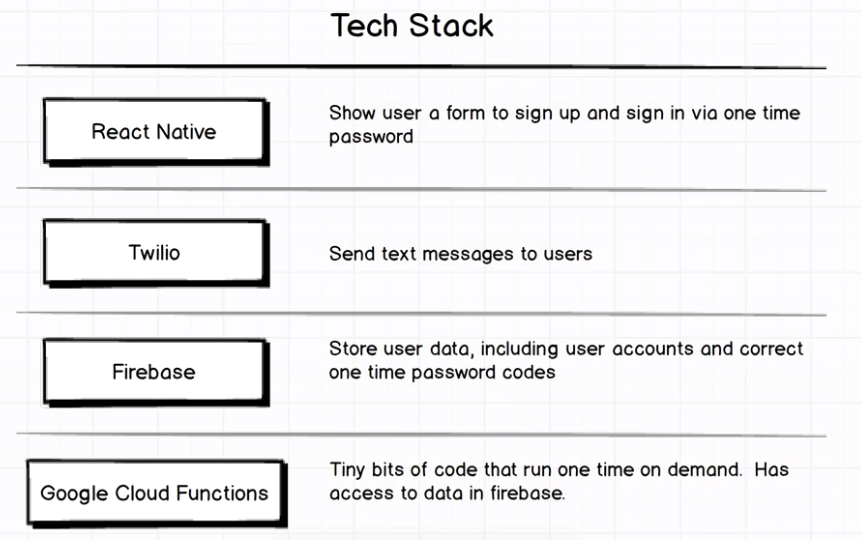 Tech Stack
React Native
Show user a form to sign up and sign in via one time
password
Twilio
Send text messages to users
Firebase
Store user data, including user accounts and correct
one time password codes
Google Cloud Functions
Tiny bits of code that run one time on demand.  Has
access to data in firebase.